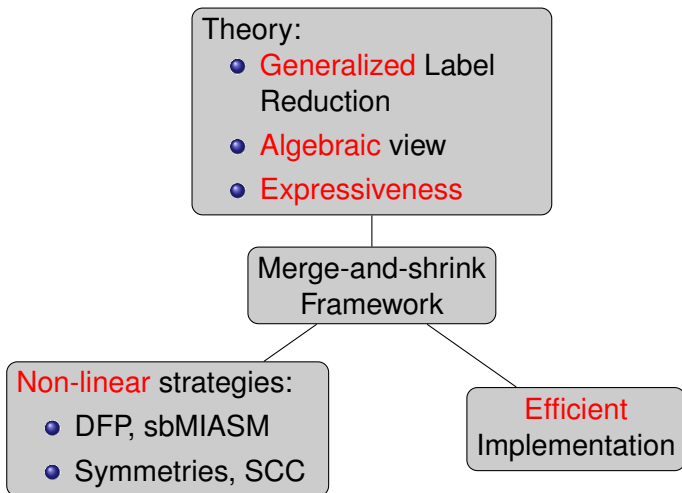 Theory:
Generalized Label
Reduction
Algebraic view
Expressiveness
Merge-and-shrink
Framework
Non-linear strategies:
DFP, sbMIASM
Symmetries, SCC
Efficient
Implementation